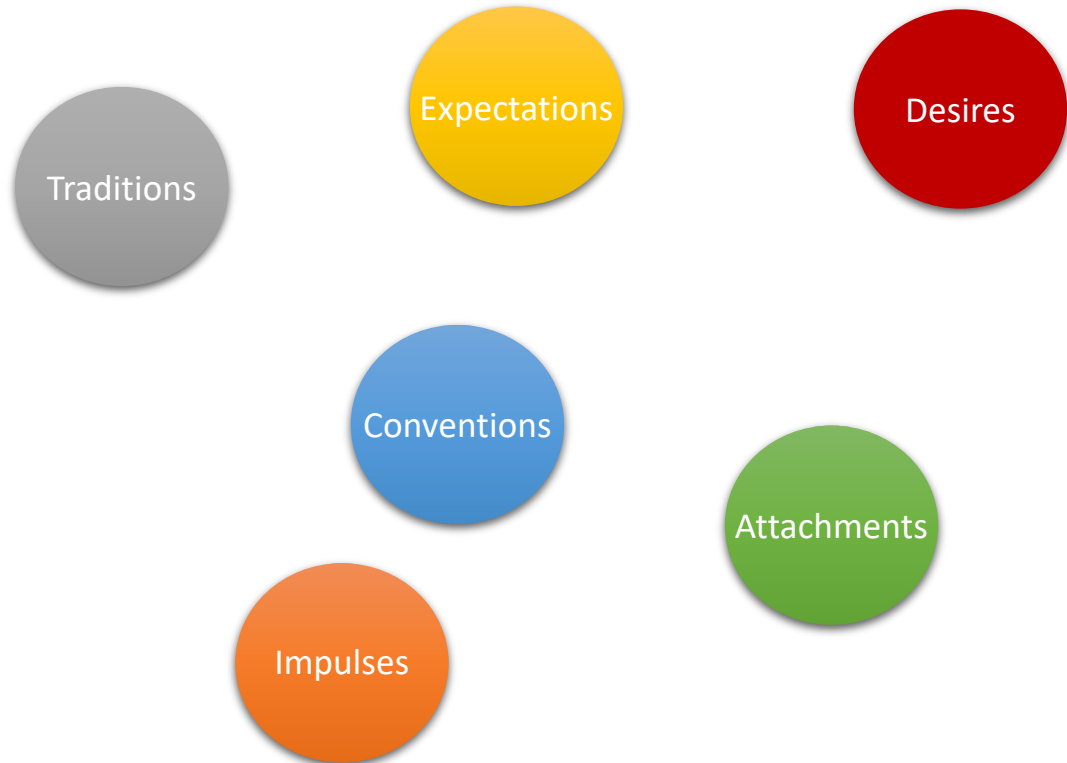 Expectations
Desires
Traditions
Conventions
Attachments
Impulses